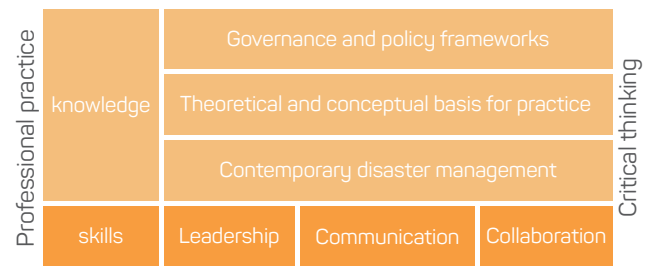 Professional practice
knowledge
Governance and policy frameworks
Theoretical and conceptual basis for practice
Contemporary disaster management
skills
Leadership
Communication
Collaboration
Critical thinking